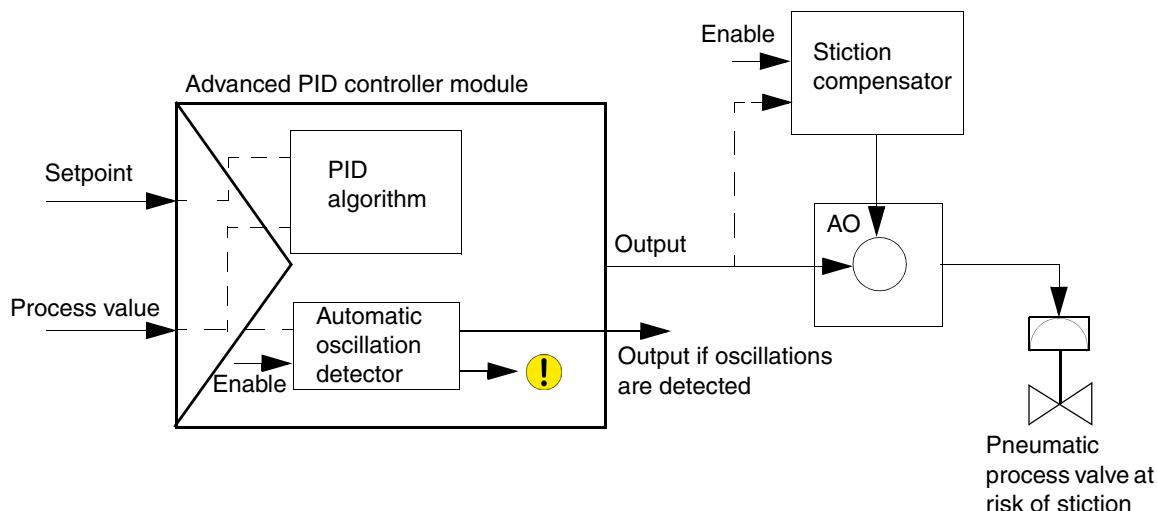 Enable
Stiction
compensator
Advanced PID controller module
Setpoint
PID
algorithm
AO
Output
Process value
Automatic
oscillation
detector
Enable
!
Output if oscillations
are detected
Pneumatic
process valve at
risk of stiction